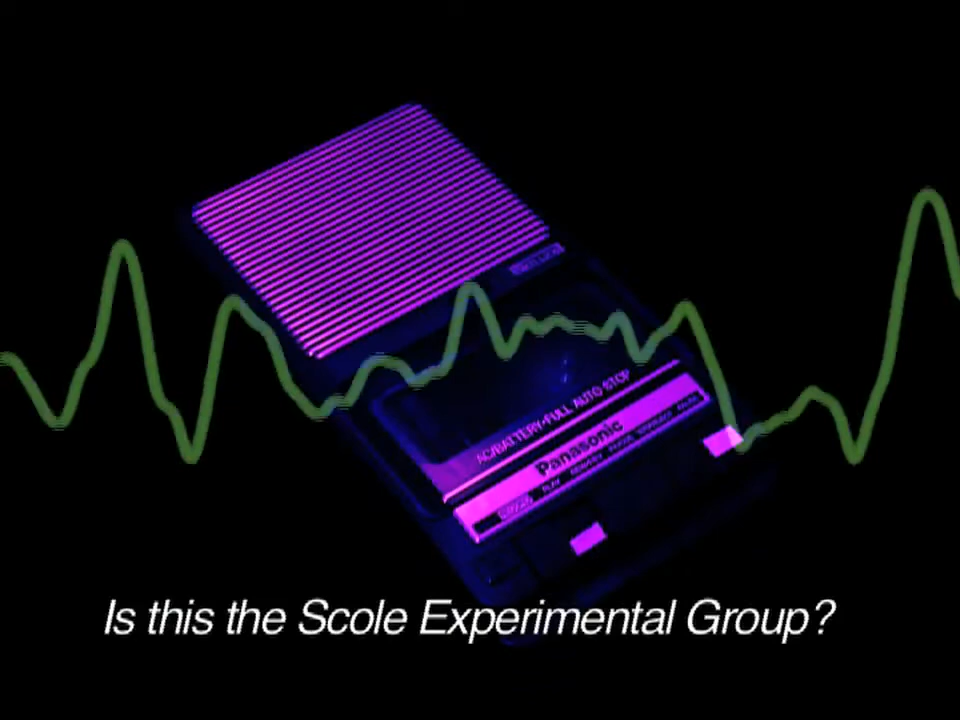 AC/BATTERY•FULL AUTO STOP
Panasonic
Is this the Scole Experimental Group?